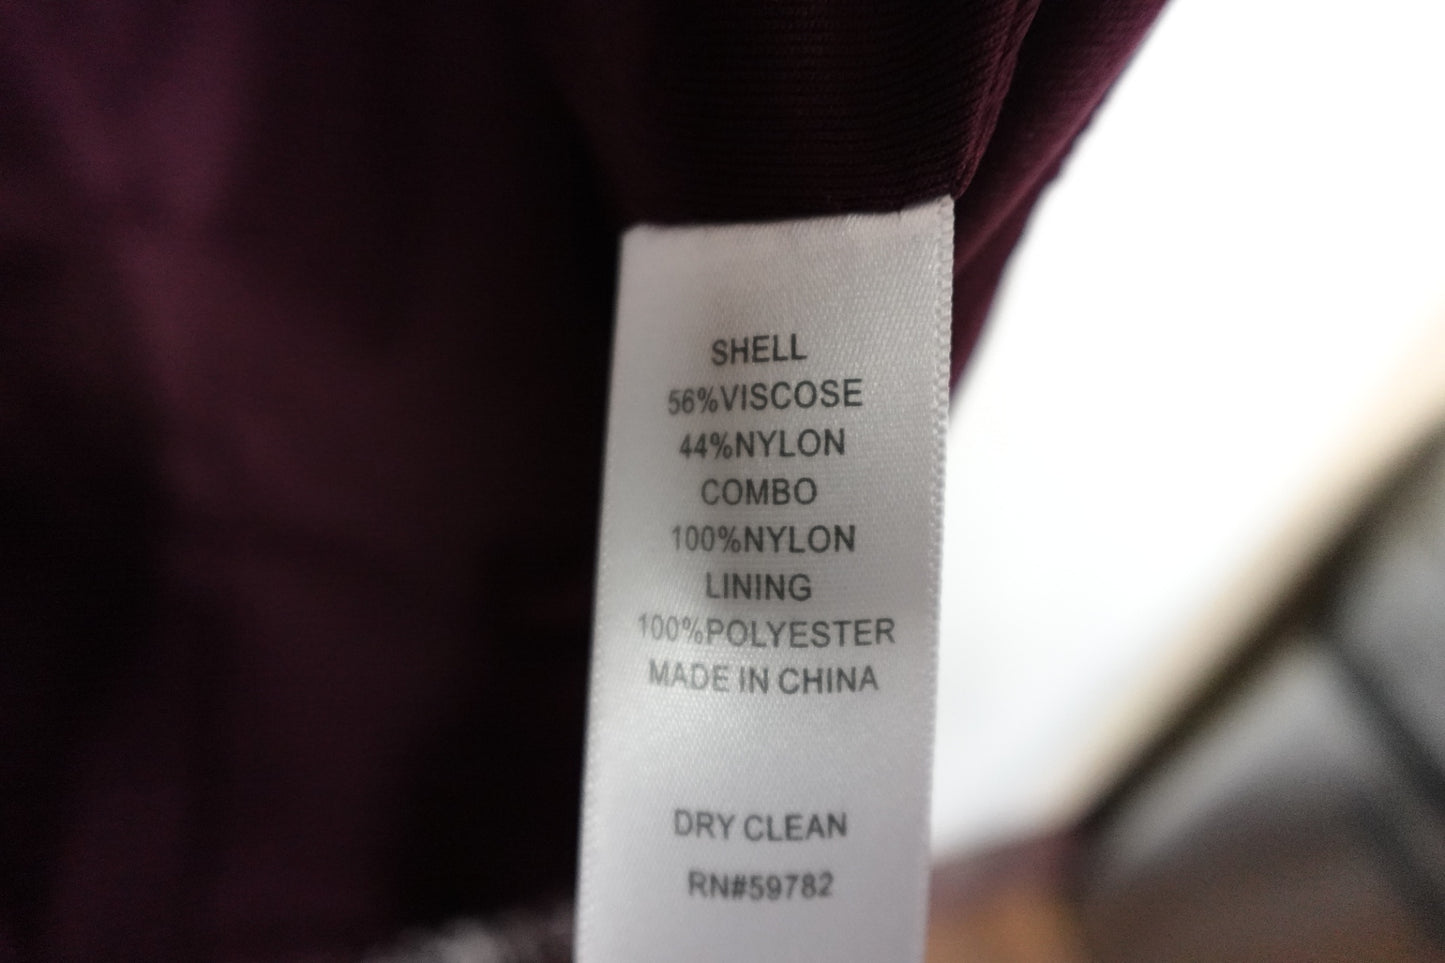 SHELL
56%VISCOSE
44%NYLON
COMBO
100%NYLON
LINING
100%POLYESTER
MADE IN CHINA
DRY CLEAN
RN#59782